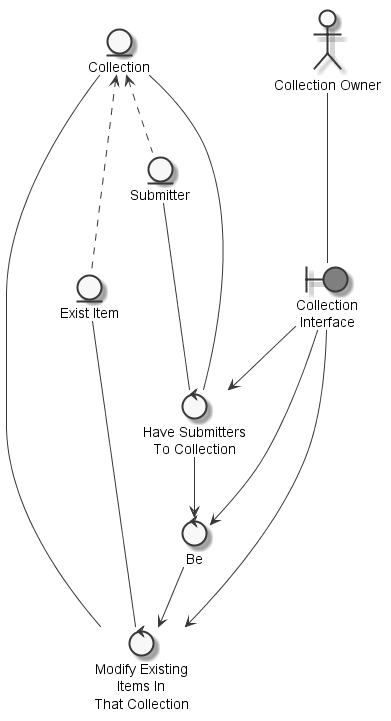 Collection
Collection Owner
Submitter
Exist Item
Collection
Interface
Have Submitters
To Collection
Be
Modify Existing
Items In
That Collection